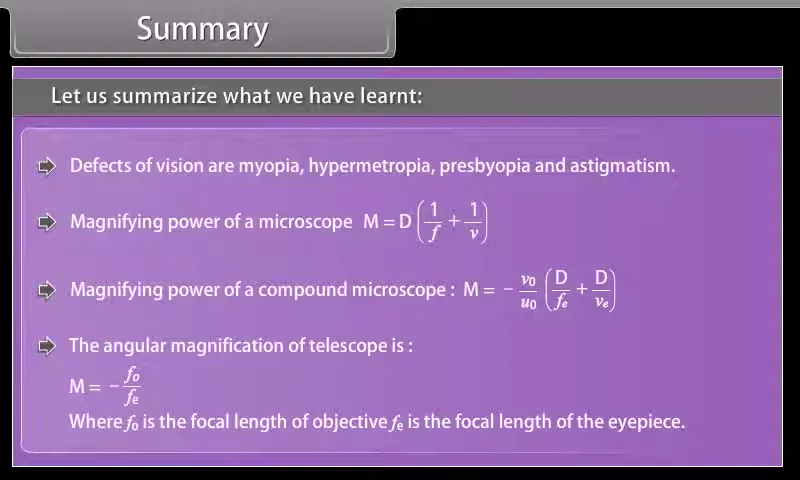 Summary
Let us summarize what we have learnt:
Defects of vision are myopia, hypermetropia, presbyopia and astigmatism.
Magnifying power of a microscope M = D (1/f + 1/v)
Magnifying power of a compound microscope : M = − v₀/u₀ (D/fₑ + D/vₑ)
The angular magnification of telescope is :
M = − fₒ/fₑ
Where fₒ is the focal length of objective fₑ is the focal length of the eyepiece.